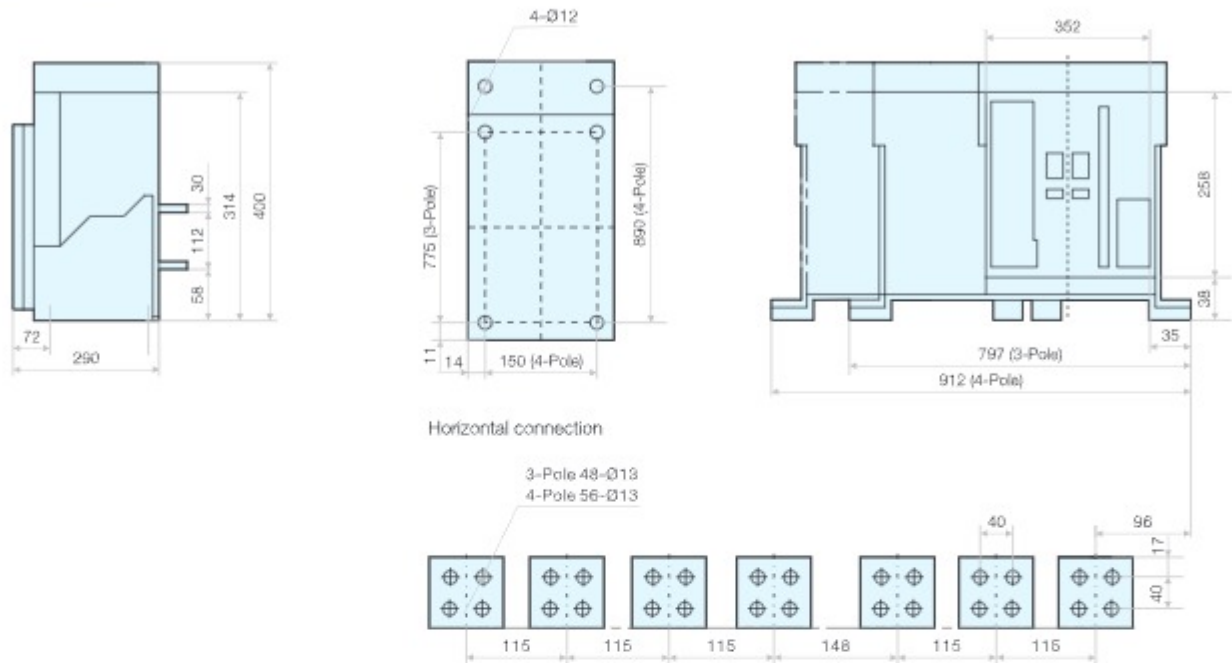 4-Ø12
352
30
314
400
112
58
72
290
775 (3-Pole)
890 (4-Pole)
11
14
150 (4-Pole)
258
38
35
797 (3-Pole)
912 (4-Pole)
Horizontal connection
3-Pole 48-Ø13
4-Pole 56-Ø13
40
96
17
40
115
115
115
148
115
115